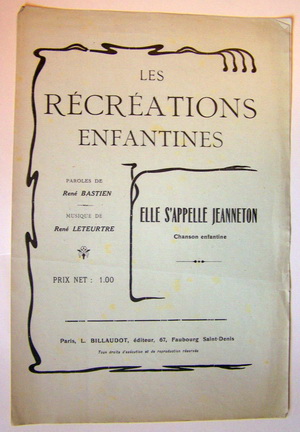 LES
RÉCRÉATIONS
ENFANTINES
PAROLES DE
René BASTIEN
MUSIQUE DE
René LETEURTRE
PRIX NET : 1.00
ELLE S'APPELLE JEANNETON
Chanson enfantine
Paris, L. BILLAUDOT, éditeur, 67, Faubourg Saint-Denis
Tous droits d'exécution et de reproduction réservés